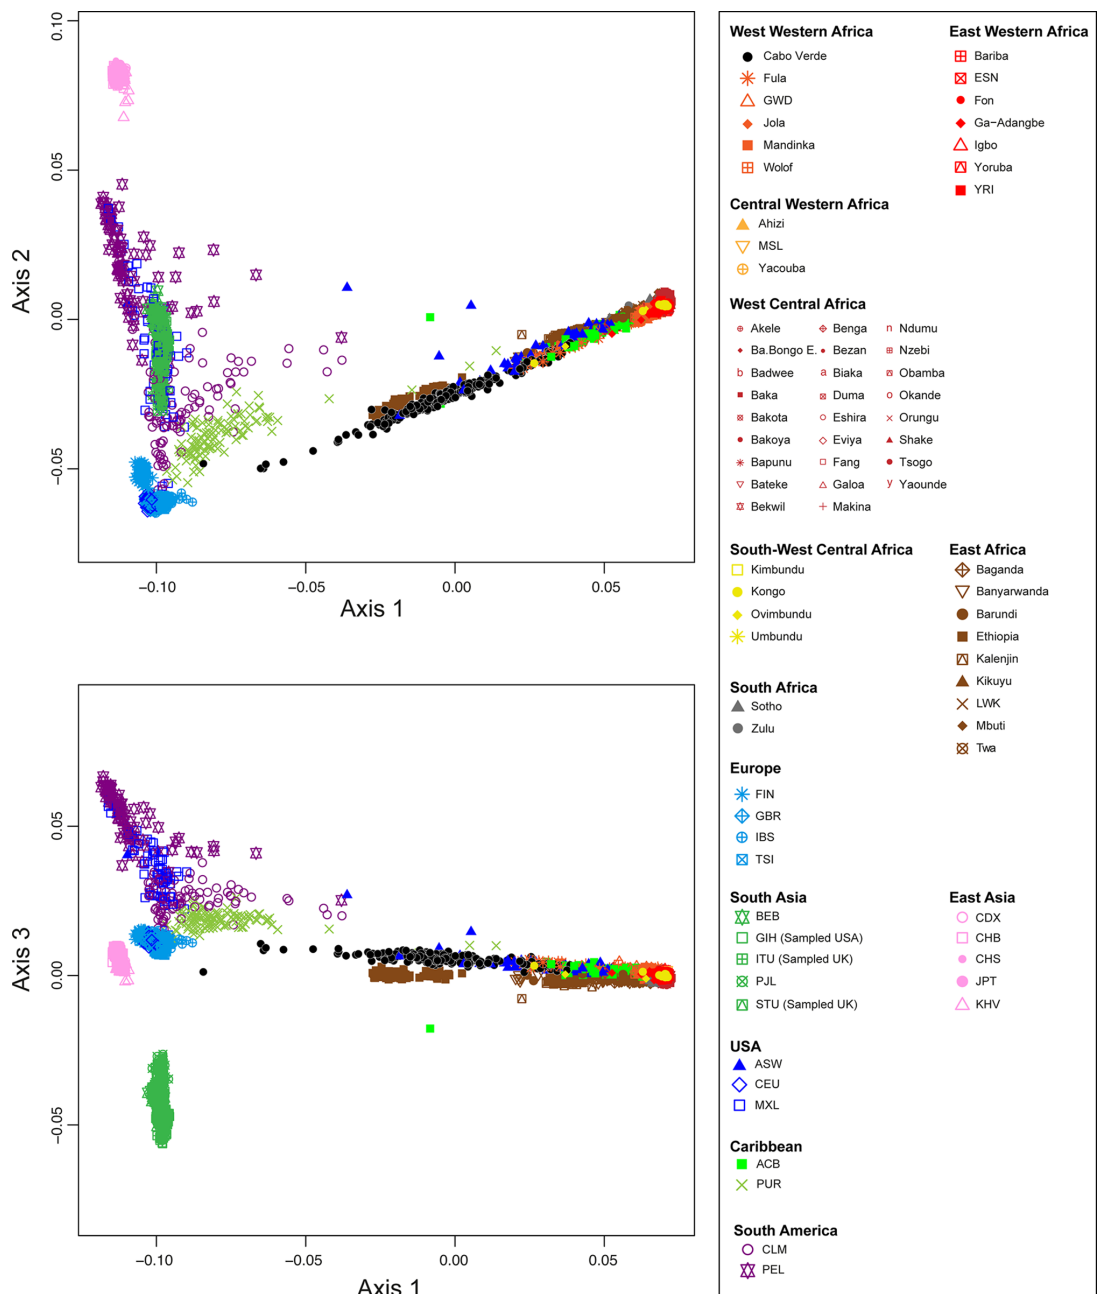 0.10
0.05
0.00
−0.05
Axis 2
−0.10
−0.05
0.00
0.05
Axis 1
0.05
0.00
−0.05
Axis 3
−0.10
−0.05
0.00
0.05
Axis 1
West Western Africa
Cabo Verde
Fula
GWD
Jola
Mandinka
Wolof
East Western Africa
Bariba
ESN
Fon
Ga−Adangbe
Igbo
Yoruba
YRI
Central Western Africa
Ahizi
MSL
Yacouba
West Central Africa
Akele
Ba.Bongo E.
b Badwee
Baka
Bakota
Bakoya
Bapunu
Bateke
Bekwil
Benga
Bezan
a Biaka
Duma
Eshira
Eviya
Fang
Galoa
Makina
n Ndumu
Nzebi
Obamba
o Okande
Orungu
Shake
Tsogo
y Yaounde
South-West Central Africa
Kimbundu
Kongo
Ovimbundu
Umbundu
East Africa
Baganda
Banyarwanda
Barundi
Ethiopia
Kalenjin
Kikuyu
LWK
Mbuti
Twa
South Africa
Sotho
Zulu
Europe
FIN
GBR
IBS
TSI
South Asia
BEB
GIH (Sampled USA)
ITU (Sampled UK)
PJL
STU (Sampled UK)
East Asia
CDX
CHB
CHS
JPT
KHV
USA
ASW
CEU
MXL
Caribbean
ACB
PUR
South America
CLM
PEL